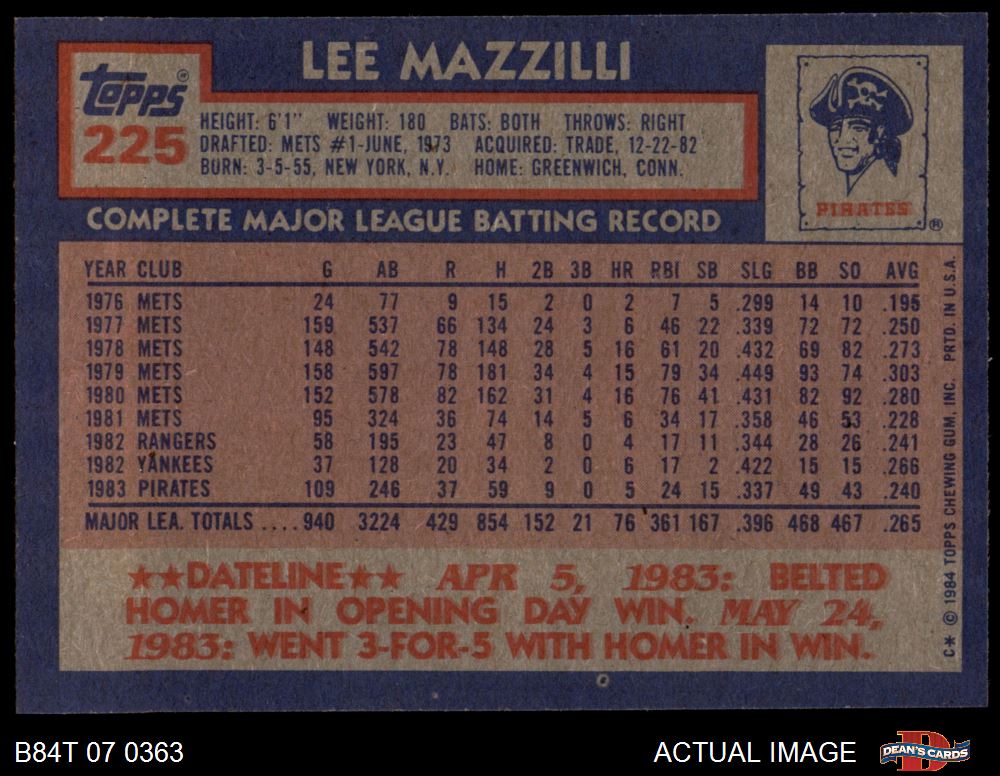 LEE MAZZILLI
TOPPS®
225
HEIGHT: 6'1" WEIGHT: 180 BATS: BOTH THROWS: RIGHT
DRAFTED: METS #1-JUNE, 1973 ACQUIRED: TRADE, 12-22-82
BORN: 3-5-55, NEW YORK, N.Y. HOME: GREENWICH, CONN.
PIRATES ®
COMPLETE MAJOR LEAGUE BATTING RECORD
YEAR CLUB G AB R H 2B 3B HR RBI SB SLG BB SO AVG
1976 METS 24 77 9 15 2 0 2 7 5 .299 14 10 .195
1977 METS 159 537 66 134 24 3 6 46 22 .339 72 72 .250
1978 METS 148 542 78 148 28 5 16 61 20 .432 69 82 .273
1979 METS 158 597 78 181 34 4 15 79 34 .449 93 74 .303
1980 METS 152 578 82 162 31 4 16 76 41 .431 82 92 .280
1981 METS 95 324 36 74 14 5 6 34 17 .358 46 53 .228
1982 RANGERS 58 195 23 47 8 0 4 17 11 .344 28 26 .241
1982 YANKEES 37 128 20 34 2 0 6 17 2 .422 15 15 .266
1983 PIRATES 109 246 37 59 9 0 5 24 15 .337 49 43 .240
MAJOR LEA. TOTALS .... 940 3224 429 854 152 21 76 361 167 .396 468 467 .265
★★DATELINE★★ APR 5, 1983: BELTED
HOMER IN OPENING DAY WIN. MAY 24,
1983: WENT 3-FOR-5 WITH HOMER IN WIN.
C* © 1984 TOPPS CHEWING GUM, INC. PRTD. IN U.S.A.
B84T 07 0363
ACTUAL IMAGE
DEAN'S CARDS